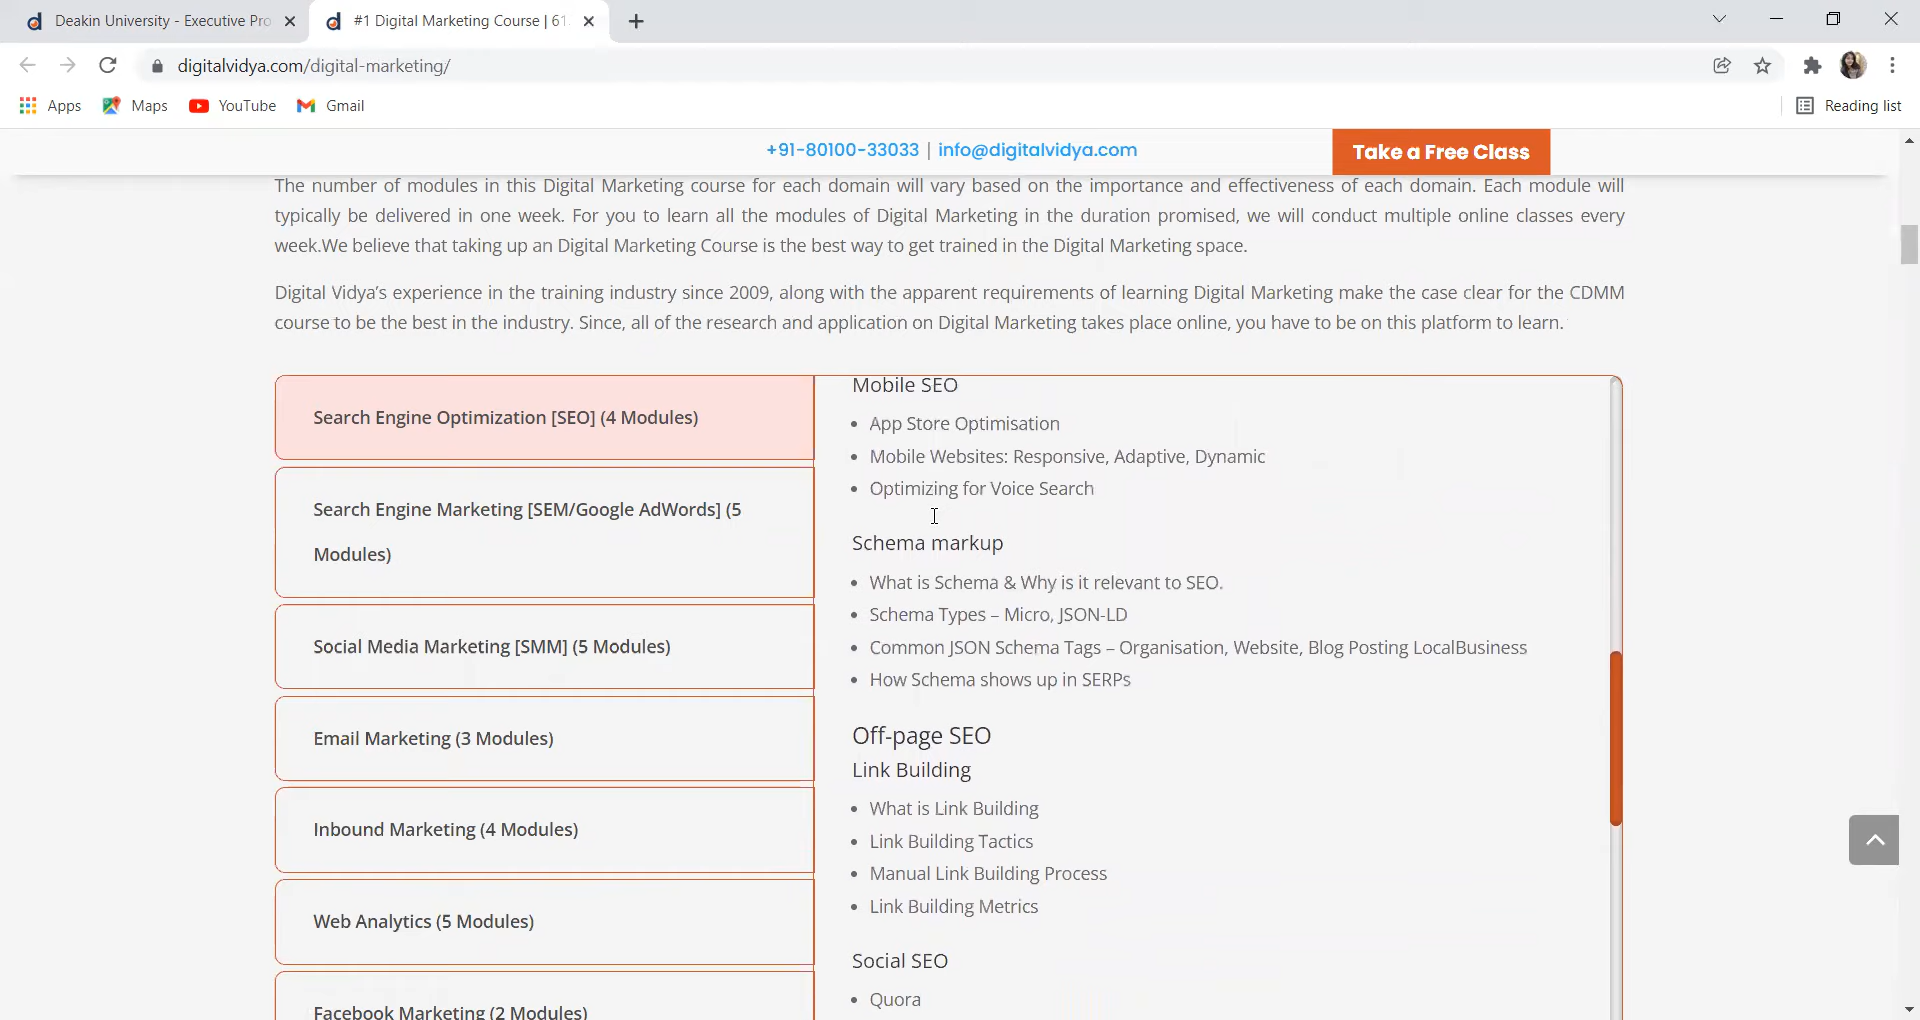 Deakin University - Executive Pro
#1 Digital Marketing Course | 61
digitalvidya.com/digital-marketing/
Apps
Maps
YouTube
Gmail
Reading list
+91-80100-33033 | info@digitalvidya.com
Take a Free Class
The number of modules in this Digital Marketing course for each domain will vary based on the importance and effectiveness of each domain. Each module will
typically be delivered in one week. For you to learn all the modules of Digital Marketing in the duration promised, we will conduct multiple online classes every
week.We believe that taking up an Digital Marketing Course is the best way to get trained in the Digital Marketing space.
Digital Vidya's experience in the training industry since 2009, along with the apparent requirements of learning Digital Marketing make the case clear for the CDMM
course to be the best in the industry. Since, all of the research and application on Digital Marketing takes place online, you have to be on this platform to learn.
Search Engine Optimization [SEO] (4 Modules)
Search Engine Marketing [SEM/Google AdWords] (5
Modules)
Social Media Marketing [SMM] (5 Modules)
Email Marketing (3 Modules)
Inbound Marketing (4 Modules)
Web Analytics (5 Modules)
Facebook Marketing (2 Modules)
Mobile SEO
• App Store Optimisation
• Mobile Websites: Responsive, Adaptive, Dynamic
• Optimizing for Voice Search
Schema markup
• What is Schema & Why is it relevant to SEO.
• Schema Types – Micro, JSON-LD
• Common JSON Schema Tags – Organisation, Website, Blog Posting LocalBusiness
• How Schema shows up in SERPs
Off-page SEO
Link Building
• What is Link Building
• Link Building Tactics
• Manual Link Building Process
• Link Building Metrics
Social SEO
• Quora